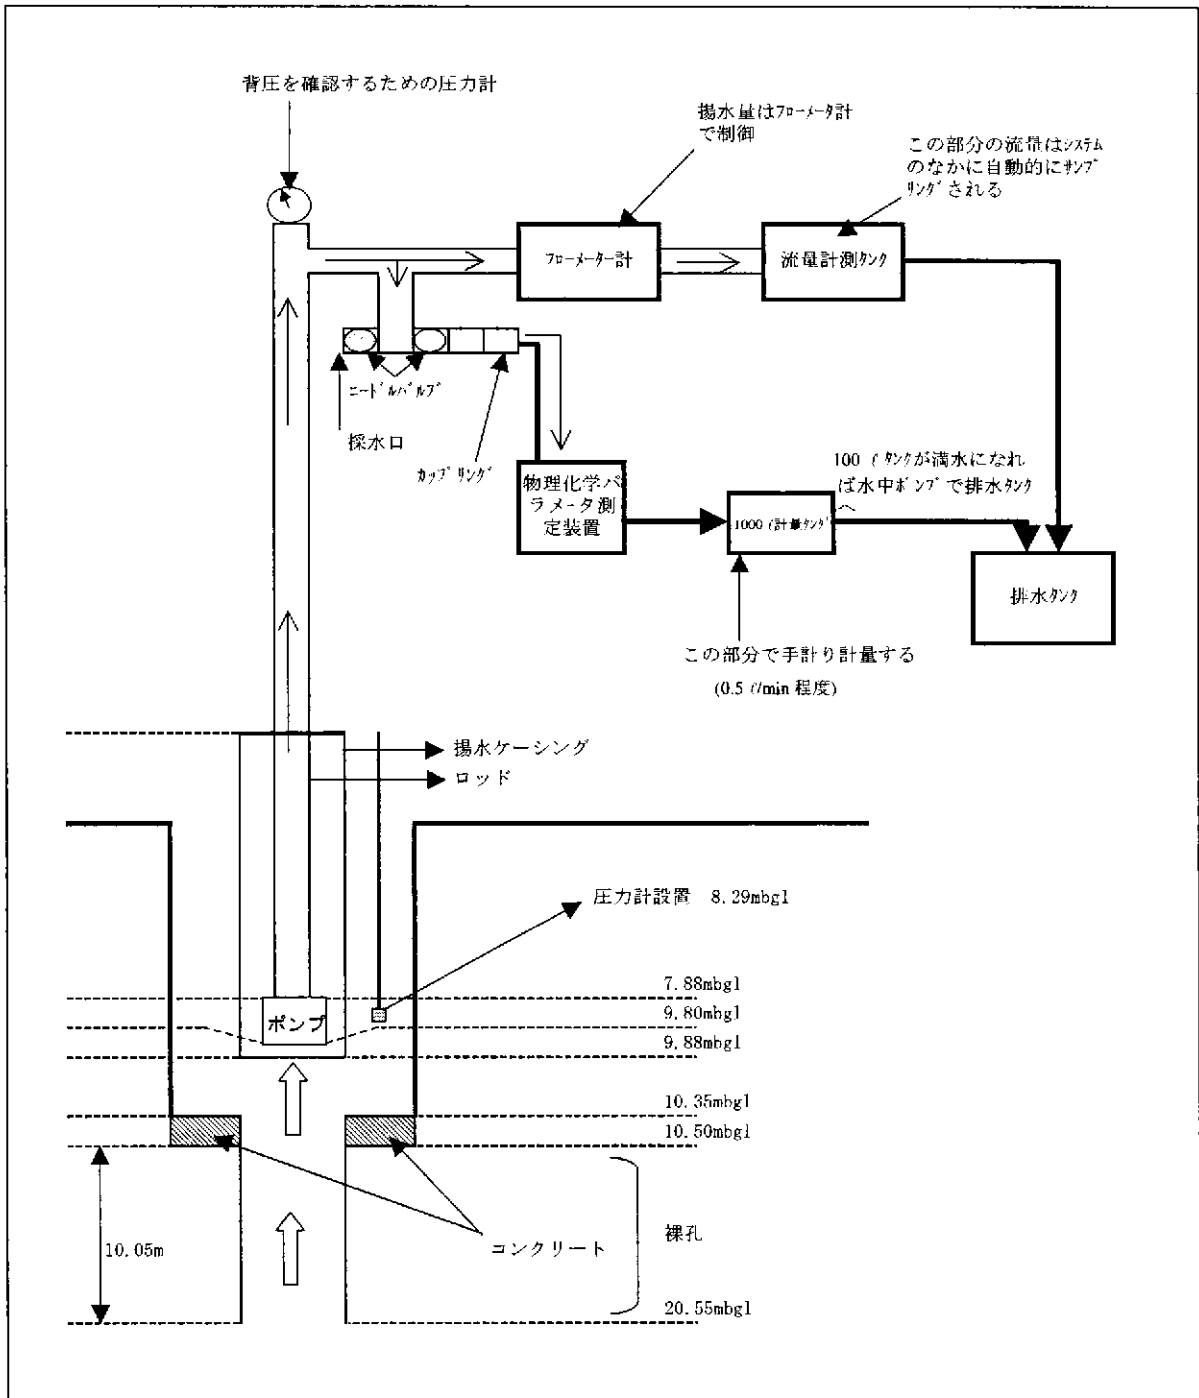 背圧を確認するための圧力計
揚水量はﾌﾛｰﾒｰﾀ計
で制御
この部分の流量はｼｽﾃﾑ
のなかに自動的にｻﾝﾌﾟ
ﾘﾝｸﾞされる
ﾌﾛｰﾒｰﾀｰ計
流量計測ﾀﾝｸ
ﾆｰﾄﾞﾙﾊﾞﾙﾌﾞ
採水口
ｶｯﾌﾟﾘﾝｸﾞ
物理化学パ
ラメータ測
定装置
100 ℓ ﾀﾝｸが満水になれ
ば水中ﾎﾟﾝﾌﾟで排水ﾀﾝｸ
へ
1000 ℓ計量ﾀﾝｸ
排水ﾀﾝｸ
この部分で手計り計量する
(0.5 ℓ/min 程度)
揚水ケーシング
ロッド
圧力計設置 8.29mbgl
7.88mbgl
ポンプ
9.80mbgl
9.88mbgl
10.35mbgl
10.50mbgl
10.05m
コンクリート
裸孔
20.55mbgl